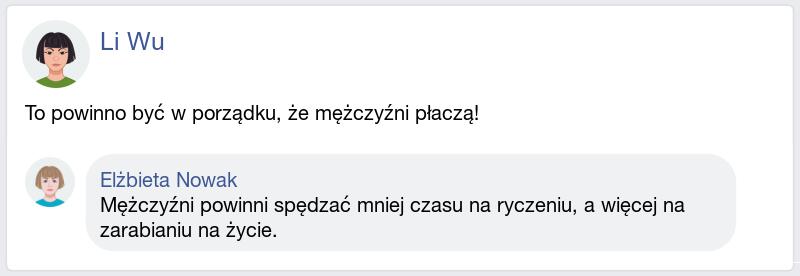 Li Wu
To powinno być w porządku, że mężczyźni płaczą!
Elżbieta Nowak
Mężczyźni powinni spędzać mniej czasu na ryczeniu, a więcej na
zarabianiu na życie.